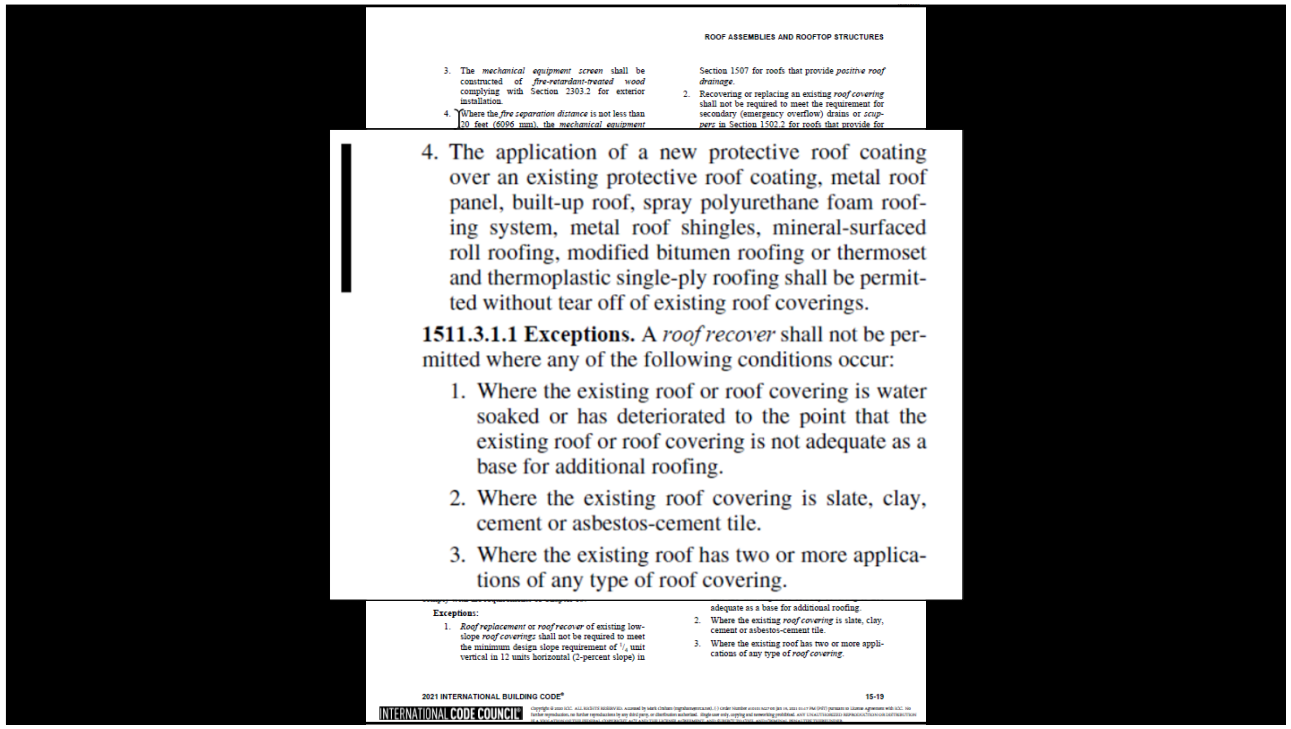 ROOF ASSEMBLIES AND ROOFTOP STRUCTURES
3. The mechanical equipment screen shall be
constructed of fire-retardant-treated wood
complying with Section 2303.2 for exterior
installation.
4. Where the fire separation distance is not less than
20 feet (6096 mm), the mechanical equipment
Section 1507 for roofs that provide positive roof
drainage.
2. Recovering or replacing an existing roof covering
shall not be required to meet the requirement for
secondary (emergency overflow) drains or scup-
pers in Section 1502.2 for roofs that provide for
4. The application of a new protective roof coating
over an existing protective roof coating, metal roof
panel, built-up roof, spray polyurethane foam roof-
ing system, metal roof shingles, mineral-surfaced
roll roofing, modified bitumen roofing or thermoset
and thermoplastic single-ply roofing shall be permit-
ted without tear off of existing roof coverings.
1511.3.1.1 Exceptions. A roof recover shall not be per-
mitted where any of the following conditions occur:
1. Where the existing roof or roof covering is water
soaked or has deteriorated to the point that the
existing roof or roof covering is not adequate as a
base for additional roofing.
2. Where the existing roof covering is slate, clay,
cement or asbestos-cement tile.
3. Where the existing roof has two or more applica-
tions of any type of roof covering.
Exceptions:
1. Roof replacement or roof recover of existing low-
slope roof coverings shall not be required to meet
the minimum design slope requirement of 1/4 unit
vertical in 12 units horizontal (2-percent slope) in
adequate as a base for additional roofing.
2. Where the existing roof covering is slate, clay,
cement or asbestos-cement tile.
3. Where the existing roof has two or more appli-
cations of any type of roof covering.
2021 INTERNATIONAL BUILDING CODE®
15-19
INTERNATIONAL CODE COUNCIL